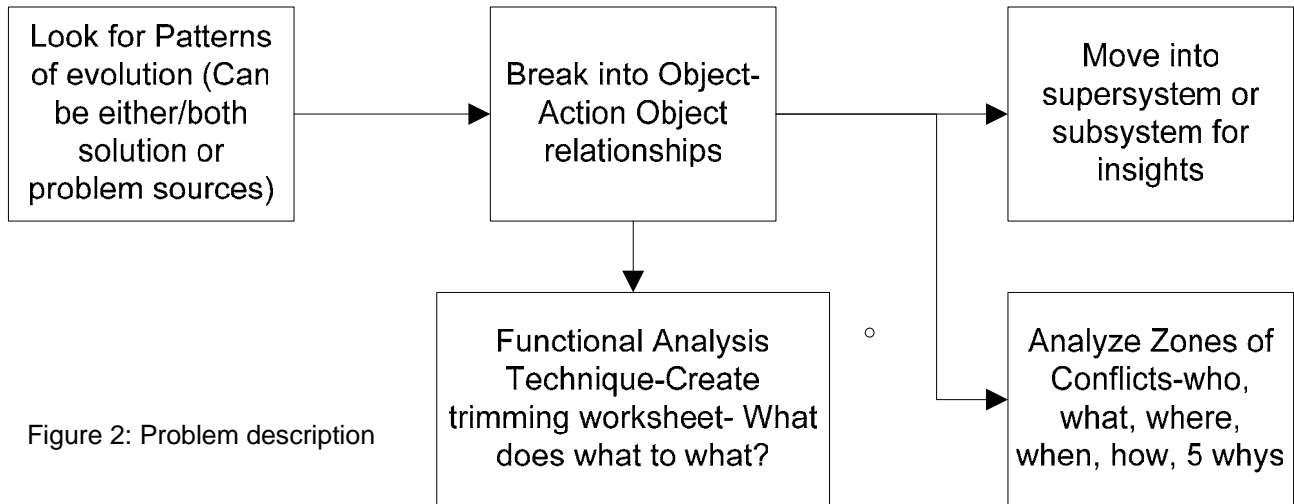 Look for Patterns
of evolution (Can
be either/both
solution or
problem sources)
Break into Object-
Action Object
relationships
Move into
supersystem or
subsystem for
insights
Functional Analysis
Technique-Create
trimming worksheet- What
does what to what?
Analyze Zones of
Conflicts-who,
what, where,
when, how, 5 whys
Figure 2: Problem description